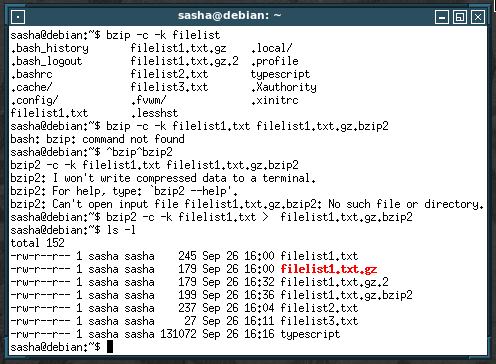 sasha@debian: ~
sasha@debian:~$ bzip -c -k filelist
.bash_history filelist1.txt.gz .local/
.bash_logout filelist1.txt.gz.2 .profile
.bashrc filelist2.txt typescript
.cache/ filelist3.txt .Xauthority
.config/ .fvwm/ .xinitrc
filelist1.txt .lesshst
sasha@debian:~$ bzip -c -k filelist1.txt filelist1.txt.gz.bzip2
bash: bzip: command not found
sasha@debian:~$ ^bzip^bzip2
bzip2 -c -k filelist1.txt filelist1.txt.gz.bzip2
bzip2: I won't write compressed data to a terminal.
bzip2: For help, type: `bzip2 --help'.
bzip2: Can't open input file filelist1.txt.gz.bzip2: No such file or directory.
sasha@debian:~$ bzip2 -c -k filelist1.txt > filelist1.txt.gz.bzip2
sasha@debian:~$ ls -l
total 152
-rw-r--r-- 1 sasha sasha 245 Sep 26 16:00 filelist1.txt
-rw-r--r-- 1 sasha sasha 179 Sep 26 16:00 filelist1.txt.gz
-rw-r--r-- 1 sasha sasha 179 Sep 26 16:32 filelist1.txt.gz.2
-rw-r--r-- 1 sasha sasha 199 Sep 26 16:36 filelist1.txt.gz.bzip2
-rw-r--r-- 1 sasha sasha 237 Sep 26 16:04 filelist2.txt
-rw-r--r-- 1 sasha sasha 27 Sep 26 16:11 filelist3.txt
-rw-r--r-- 1 sasha sasha 131072 Sep 26 16:16 typescript
sasha@debian:~$